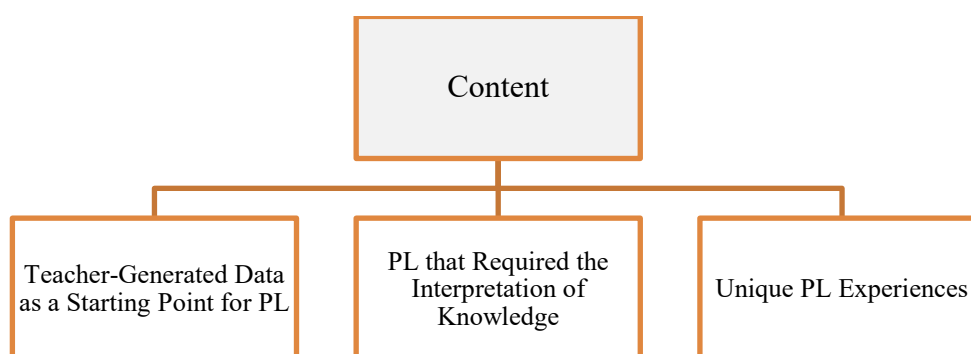 Content
Teacher-Generated Data
as a Starting Point for PL
PL that Required the
Interpretation of
Knowledge
Unique PL Experiences